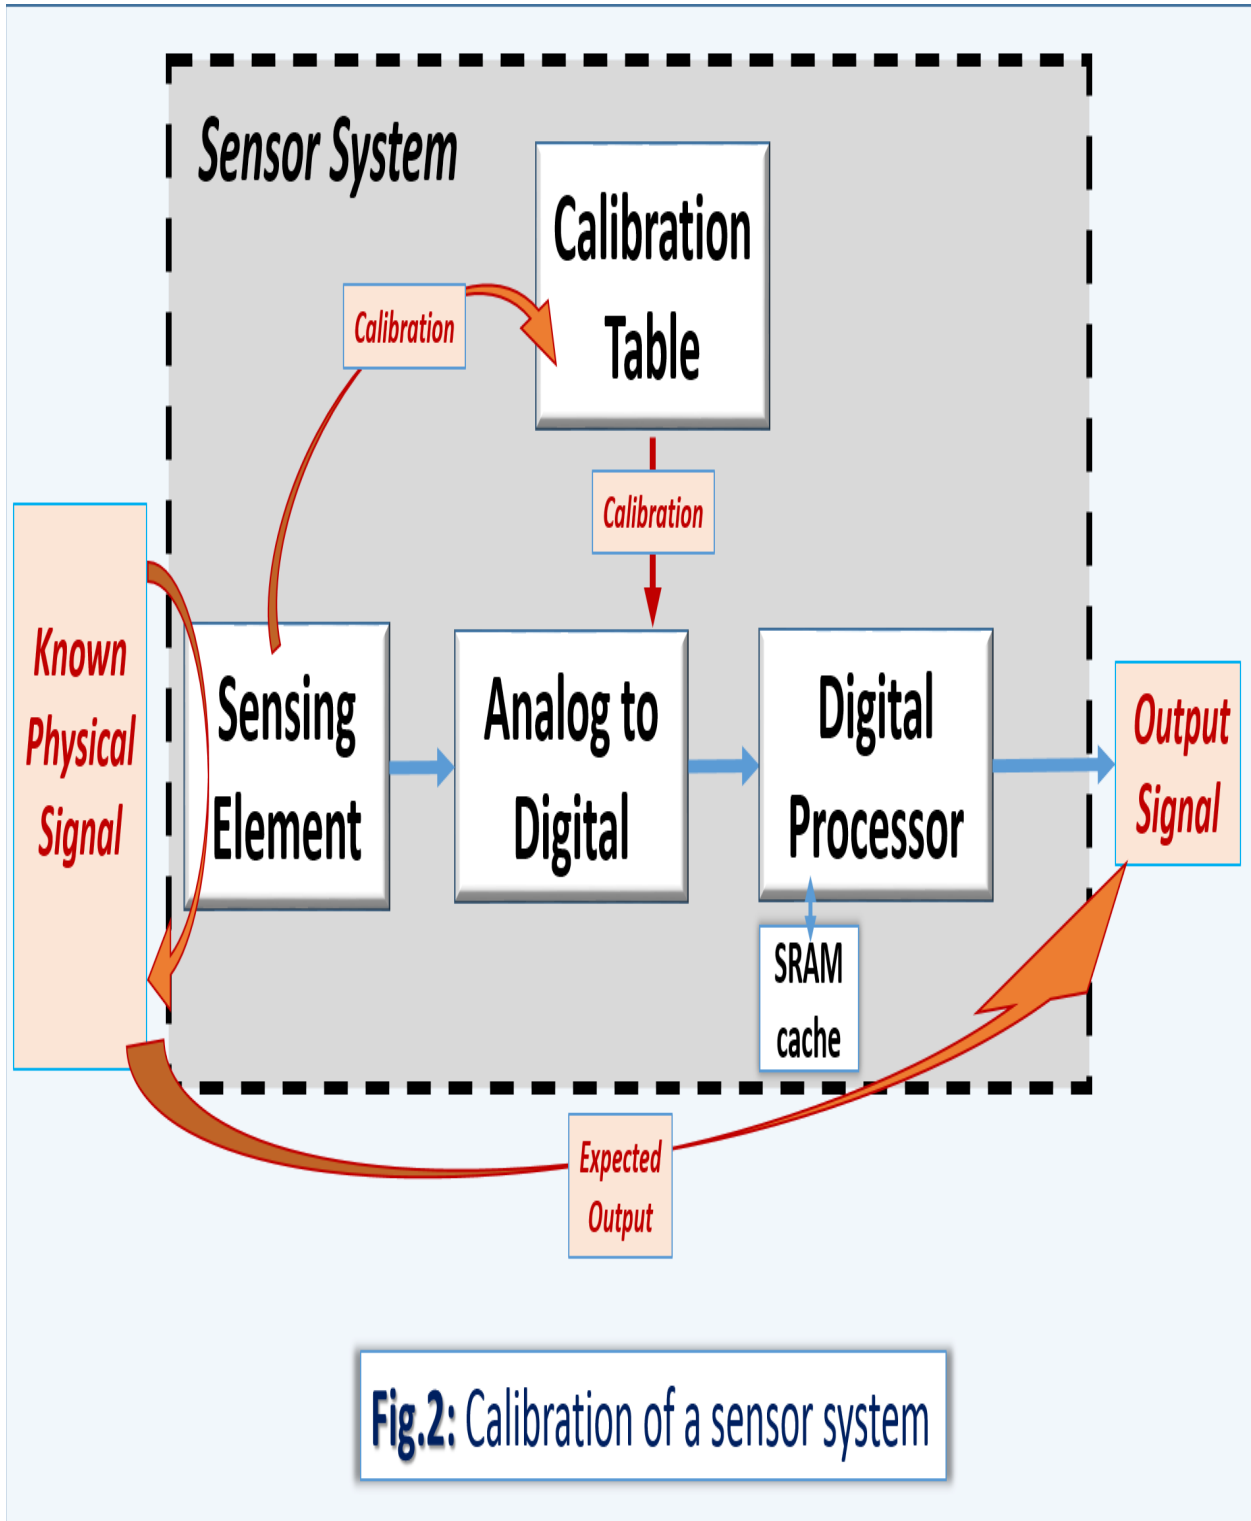 Sensor System
Calibration
Table
Calibration
Calibration
Known
Physical
Signal
Sensing
Element
Analog to
Digital
Digital
Processor
Output
Signal
SRAM
cache
Expected
Output
Fig.2: Calibration of a sensor system